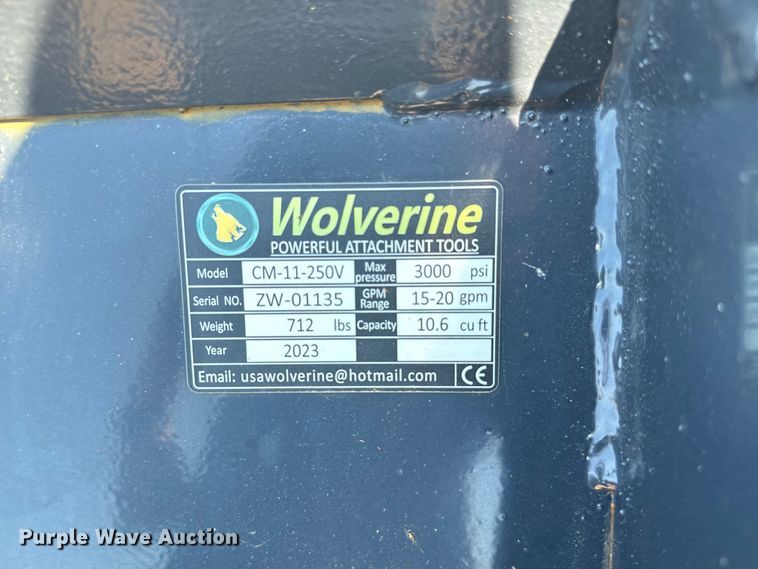 Wolverine
POWERFUL ATTACHMENT TOOLS
Model CM-11-250V Max pressure 3000 psi
Serial NO. ZW-01135 GPM Range 15-20 gpm
Weight 712 lbs Capacity 10.6 cu ft
Year 2023
Email: usawolverine@hotmail.com CE
Purple Wave Auction